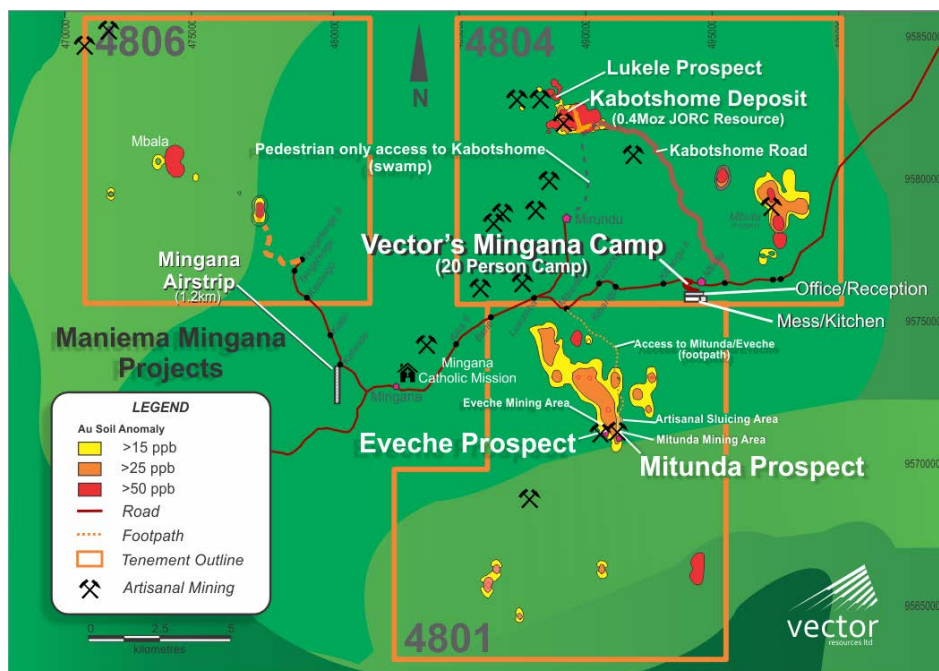 4806
4804
470000
475000
480000
490000
495000
9585000
Lukele Prospect
Kabotshome Deposit
(0.4Moz JORC Resource)
N
Mbala
Pedestrian only access to Kabotshome
(swamp)
Kabotshome Road
9580000
Mirundu
Vector's Mingana Camp
(20 Person Camp)
Mingana
Airstrip
(1.2km)
Office/Reception
Mess/Kitchen
9575000
Maniema Mingana
Projects
Access to Mitunda/Eveche
(footpath)
Mingana
Catholic Mission
Mingana
Eveche Mining Area
Artisanal Sluicing Area
Eveche Prospect
Mitunda Mining Area
Mitunda Prospect
9570000
LEGEND
Au Soil Anomaly
>15 ppb
>25 ppb
>50 ppb
Road
Footpath
Tenement Outline
Artisanal Mining
0 2.5 5
kilometres
4801
9565000
vector
resources ltd